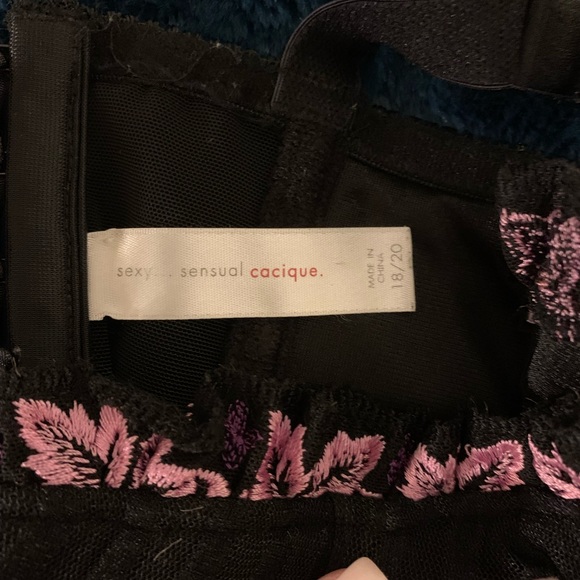 sexy... sensual cacique.
MADE IN
CHINA
18/20